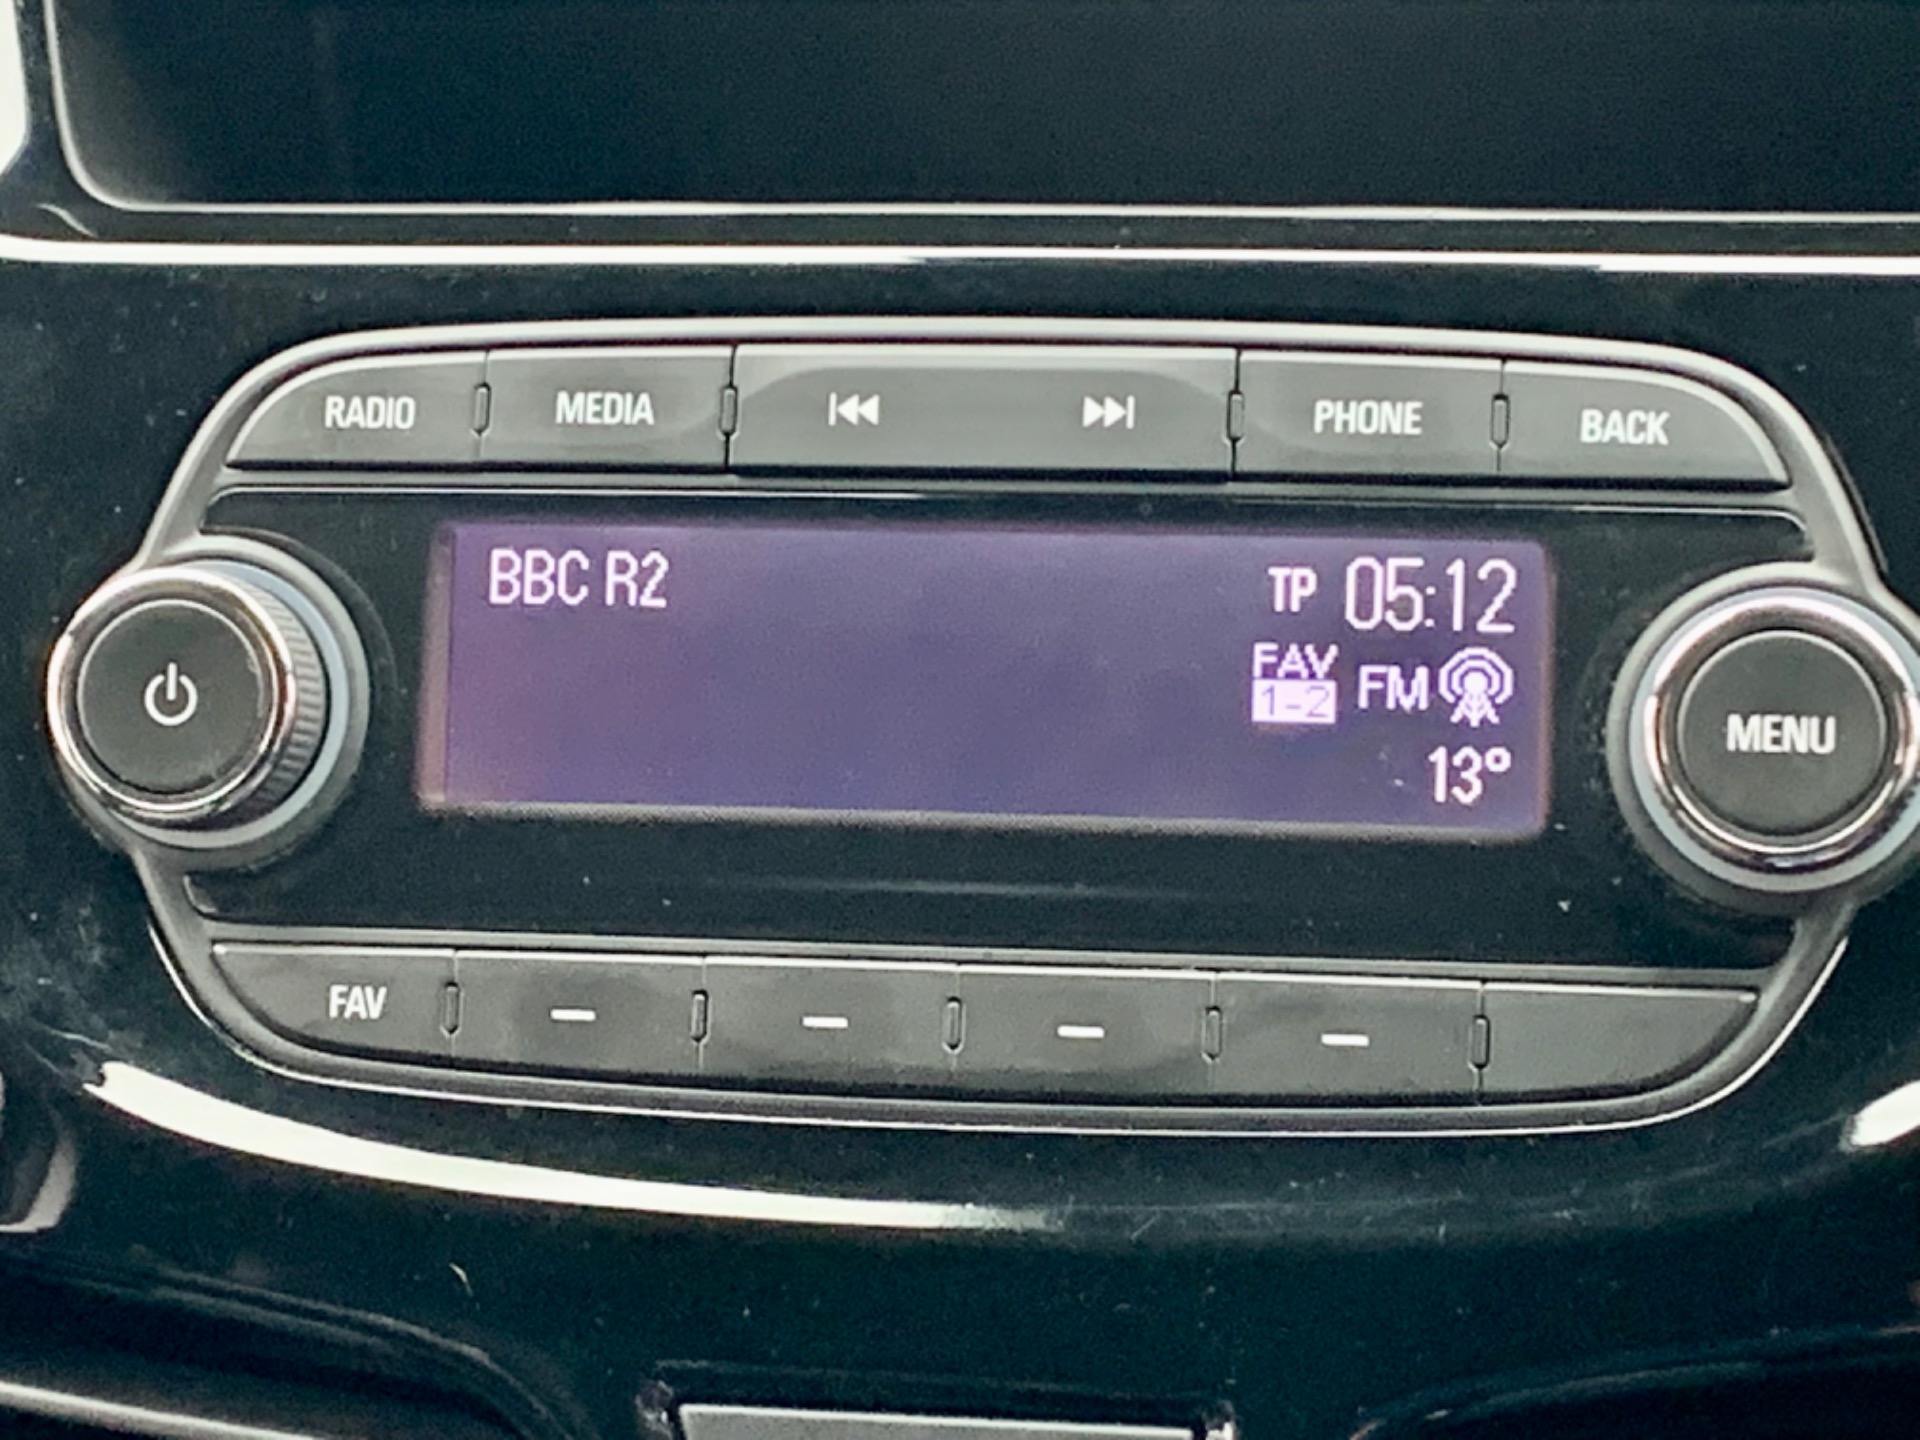 RADIO MEDIA PHONE BACK
BBC R2 TP 05:12
FAV
1-2 FM
13°
MENU
FAV